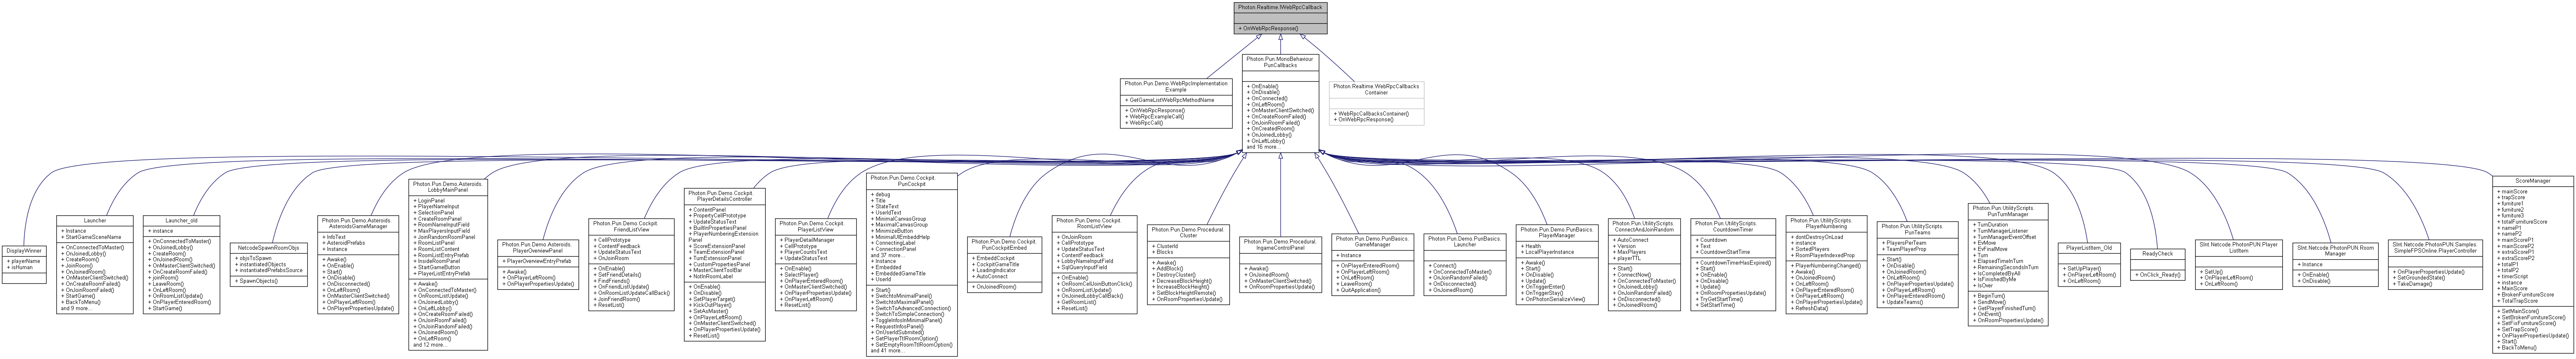 Photon.Realtime.IWebRpcCallback
+ OnWebRpcResponse()
Photon.Pun.Demo.WebRpcImplementation
Example
+ GetGameListWebRpcMethodName
+ OnWebRpcResponse()
+ WebRpcExampleCall()
+ WebRpcCall()
Photon.Pun.MonoBehaviour
PunCallbacks
+ OnEnable()
+ OnDisable()
+ OnConnected()
+ OnLeftRoom()
+ OnMasterClientSwitched()
+ OnCreateRoomFailed()
+ OnJoinRoomFailed()
+ OnCreatedRoom()
+ OnJoinedLobby()
+ OnLeftLobby()
and 16 more...
Photon.Realtime.WebRpcCallbacks
Container
+ WebRpcCallbacksContainer()
+ OnWebRpcResponse()
DisplayWinner
+ playerName
+ isHuman
Launcher
+ Instance
+ StartGameSceneName
+ OnConnectedToMaster()
+ OnJoinedLobby()
+ CreateRoom()
+ JoinRoom()
+ OnJoinedRoom()
+ OnMasterClientSwitched()
+ OnCreateRoomFailed()
+ OnJoinRoomFailed()
+ StartGame()
+ BackToMenu()
and 9 more...
Launcher_old
+ instance
+ OnConnectedToMaster()
+ OnJoinedLobby()
+ CreateRoom()
+ OnJoinedRoom()
+ OnMasterClientSwitched()
+ OnCreateRoomFailed()
+ joinRoom()
+ LeaveRoom()
+ OnLeftRoom()
+ OnRoomListUpdate()
+ OnPlayerEnteredRoom()
+ StartGame()
NetcodeSpawnRoomObjs
+ objsToSpawn
+ instantiatedObjects
+ instantiatedPrefabsSource
+ SpawnObjects()
Photon.Pun.Demo.Asteroids.
AsteroidsGameManager
+ InfoText
+ AsteroidPrefabs
+ Instance
+ Awake()
+ OnEnable()
+ Start()
+ OnDisable()
+ OnDisconnected()
+ OnLeftRoom()
+ OnMasterClientSwitched()
+ OnPlayerLeftRoom()
+ OnPlayerPropertiesUpdate()
Photon.Pun.Demo.Asteroids.
LobbyMainPanel
+ LoginPanel
+ PlayerNameInput
+ SelectionPanel
+ CreateRoomPanel
+ RoomNameInputField
+ MaxPlayersInputField
+ JoinRandomRoomPanel
+ RoomListPanel
+ RoomListContent
+ RoomListEntryPrefab
+ InsideRoomPanel
+ StartGameButton
+ PlayerListEntryPrefab
+ Awake()
+ OnConnectedToMaster()
+ OnRoomListUpdate()
+ OnJoinedLobby()
+ OnLeftLobby()
+ OnCreateRoomFailed()
+ OnJoinRoomFailed()
+ OnJoinRandomFailed()
+ OnJoinedRoom()
+ OnLeftRoom()
and 12 more...
Photon.Pun.Demo.Asteroids.
PlayerOverviewPanel
+ PlayerOverviewEntryPrefab
+ Awake()
+ OnPlayerLeftRoom()
+ OnPlayerPropertiesUpdate()
Photon.Pun.Demo.Cockpit.
FriendListView
+ CellPrototype
+ ContentFeedback
+ UpdateStatusText
+ OnJoinRoom
+ OnEnable()
+ SetFriendDetails()
+ FindFriends()
+ OnFriendListUpdate()
+ OnRoomListUpdateCallBack()
+ JoinFriendRoom()
+ ResetList()
Photon.Pun.Demo.Cockpit.
PlayerDetailsController
+ ContentPanel
+ PropertyCellPrototype
+ UpdateStatusText
+ BuiltInPropertiesPanel
+ PlayerNumberingExtension
Panel
+ ScoreExtensionPanel
+ TeamExtensionPanel
+ TurnExtensionPanel
+ CustomPropertiesPanel
+ MasterClientToolBar
+ NotInRoomLabel
+ OnEnable()
+ OnDisable()
+ KickOutPlayer()
+ SetPlayerTarget()
+ SetAsMaster()
+ OnPlayerLeftRoom()
+ OnMasterClientSwitched()
+ OnPlayerPropertiesUpdate()
+ ResetList()
Photon.Pun.Demo.Cockpit.
PlayerListView
+ PlayerDetailManager
+ CellPrototype
+ PlayerCountsText
+ UpdateStatusText
+ OnEnable()
+ SelectPlayer()
+ OnPlayerEnteredRoom()
+ OnMasterClientSwitched()
+ OnPlayerPropertiesUpdate()
+ OnPlayerLeftRoom()
+ ResetList()
Photon.Pun.Demo.Cockpit.
PunCockpit
+ debug
+ Title
+ StateText
+ UserIdText
+ MinimalCanvasGroup
+ MaximalCanvasGroup
+ MinimizeButton
+ MinimalUIEmbeddHelp
+ ConnectingLabel
+ ConnectionPanel
and 37 more...
+ Instance
+ Embedded
+ EmbeddedGameTitle
+ UserId
+ Start()
+ SwitchtoMinimalPanel()
+ SwitchtoMaximalPanel()
+ SwitchToAdvancedConnection()
+ SwitchToSimpleConnection()
+ ToggleInfosInMinimalPanel()
+ RequestInfosPanel()
+ OnUserIdSubmited()
+ SetPlayerTtlRoomOption()
+ SetEmptyRoomTtlRoomOption()
and 41 more...
Photon.Pun.Demo.Cockpit.
PunCockpitEmbed
+ EmbeddCockpit
+ CockpitGameTitle
+ LoadingIndicator
+ AutoConnect
+ OnJoinedRoom()
Photon.Pun.Demo.Cockpit.
RoomListView
+ OnJoinRoom
+ CellPrototype
+ UpdateStatusText
+ ContentFeedback
+ LobbyNameInputField
+ SqlQueryInputField
+ OnEnable()
+ OnRoomCellJoinButtonClick()
+ OnRoomListUpdate()
+ GetRoomList()
+ OnJoinedLobbyCallBack()
+ ResetList()
Photon.Pun.Demo.Procedural.
Cluster
+ ClusterId
+ Blocks
+ Awake()
+ AddBlock()
+ DestroyCluster()
+ DecreaseBlockHeight()
+ IncreaseBlockHeight()
+ SetBlockHeightRemote()
+ OnRoomPropertiesUpdate()
Photon.Pun.Demo.Procedural.
IngameControlPanel
+ Awake()
+ OnJoinedRoom()
+ OnMasterClientSwitched()
+ OnRoomPropertiesUpdate()
Photon.Pun.Demo.PunBasics.
GameManager
+ Instance
+ OnPlayerEnteredRoom()
+ OnPlayerLeftRoom()
+ OnLeftRoom()
+ LeaveRoom()
+ QuitApplication()
Photon.Pun.Demo.PunBasics.
Launcher
+ Connect()
+ OnConnectedToMaster()
+ OnJoinRandomFailed()
+ OnDisconnected()
+ OnJoinedRoom()
Photon.Pun.Demo.PunBasics.
PlayerManager
+ Health
+ LocalPlayerInstance
+ Awake()
+ Start()
+ OnDisable()
+ Update()
+ OnTriggerEnter()
+ OnTriggerStay()
+ OnPhotonSerializeView()
Photon.Pun.UtilityScripts.
ConnectAndJoinRandom
+ AutoConnect
+ Version
+ MaxPlayers
+ playerTTL
+ Start()
+ ConnectNow()
+ OnConnectedToMaster()
+ OnJoinedLobby()
+ OnJoinRandomFailed()
+ OnDisconnected()
+ OnJoinedRoom()
Photon.Pun.UtilityScripts.
CountdownTimer
+ Countdown
+ Text
+ CountdownStartTime
+ CountdownTimerHasExpired()
+ Start()
+ OnEnable()
+ OnDisable()
+ Update()
+ OnRoomPropertiesUpdate()
+ TryGetStartTime()
+ SetStartTime()
Photon.Pun.UtilityScripts.
PlayerNumbering
+ dontDestroyOnLoad
+ instance
+ SortedPlayers
+ RoomPlayerIndexedProp
+ PlayerNumberingChanged()
+ Awake()
+ OnJoinedRoom()
+ OnLeftRoom()
+ OnPlayerEnteredRoom()
+ OnPlayerLeftRoom()
+ OnPlayerPropertiesUpdate()
+ RefreshData()
Photon.Pun.UtilityScripts.
PunTeams
+ PlayersPerTeam
+ TeamPlayerProp
+ Start()
+ OnDisable()
+ OnJoinedRoom()
+ OnLeftRoom()
+ OnPlayerPropertiesUpdate()
+ OnPlayerLeftRoom()
+ OnPlayerEnteredRoom()
+ UpdateTeams()
Photon.Pun.UtilityScripts.
PunTurnManager
+ TurnDuration
+ TurnManagerListener
+ TurnManagerEventOffset
+ EvMove
+ EvFinalMove
+ Turn
+ ElapsedTimeInTurn
+ RemainingSecondsInTurn
+ IsCompletedByAll
+ IsFinishedByMe
+ IsOver
+ BeginTurn()
+ SendMove()
+ GetPlayerFinishedTurn()
+ OnEvent()
+ OnRoomPropertiesUpdate()
PlayerListItem_Old
+ SetUpPlayer()
+ OnPlayerLeftRoom()
+ OnLeftRoom()
ReadyCheck
+ OnClick_Ready()
SInt.Netcode.PhotonPUN.Player
ListItem
+ SetUp()
+ OnPlayerLeftRoom()
+ OnLeftRoom()
SInt.Netcode.PhotonPUN.Room
Manager
+ Instance
+ OnEnable()
+ OnDisable()
SInt.Netcode.PhotonPUN.Samples.
SimpleFPSOnline.PlayerController
+ OnPlayerPropertiesUpdate()
+ SetGroundedState()
+ TakeDamage()
ScoreManager
+ mainScore
+ trapScore
+ furniture1
+ furniture2
+ furniture3
+ totalFurnitureScore
+ nameP1
+ nameP2
+ mainScoreP1
+ mainScoreP2
+ extraScoreP1
+ extraScoreP2
+ totalP1
+ totalP2
+ timerScript
+ instance
+ MainScore
+ BrokenFurnitureScore
+ TotalTrapScore
+ SetMainScore()
+ SetBrokenFurnitureScore()
+ SetFixFurnitureScore()
+ SetTrapScore()
+ OnPlayerPropertiesUpdate()
+ Start()
+ BackToMenu()